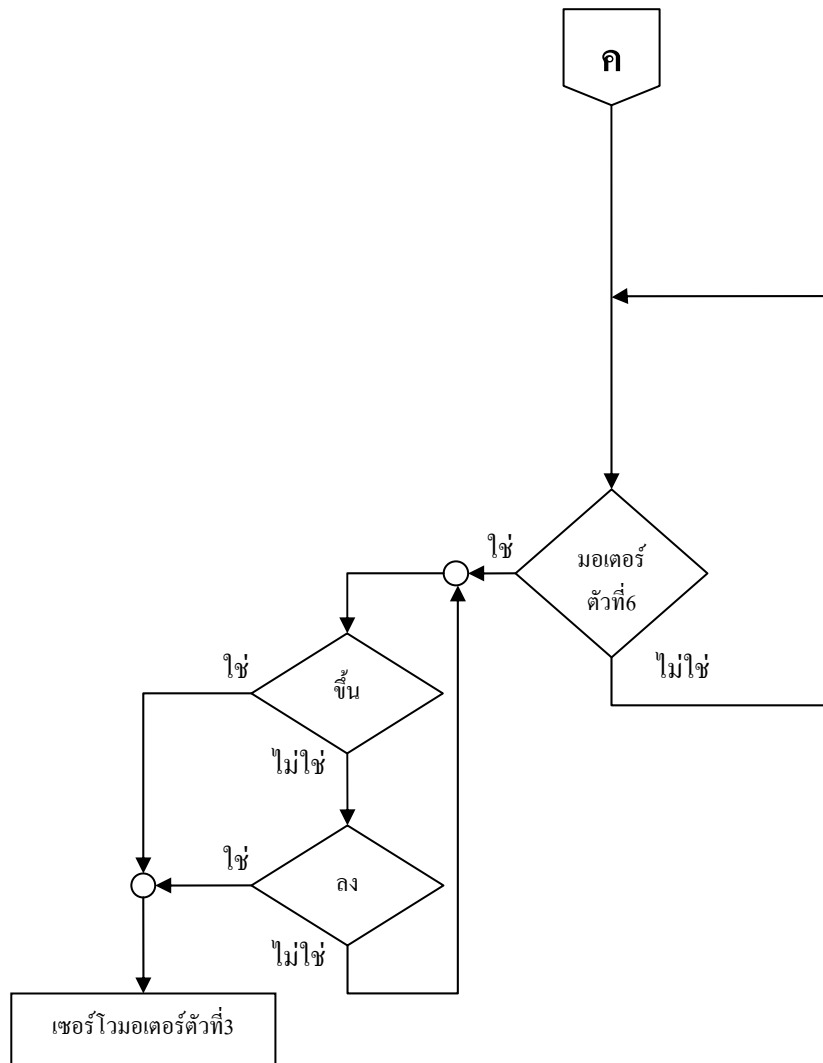 ค
มอเตอร์
ตัวที่6
ใช่
ไม่ใช่
ขึ้น
ใช่
ไม่ใช่
ลง
ใช่
ไม่ใช่
เซอร์โวมอเตอร์ตัวที่3